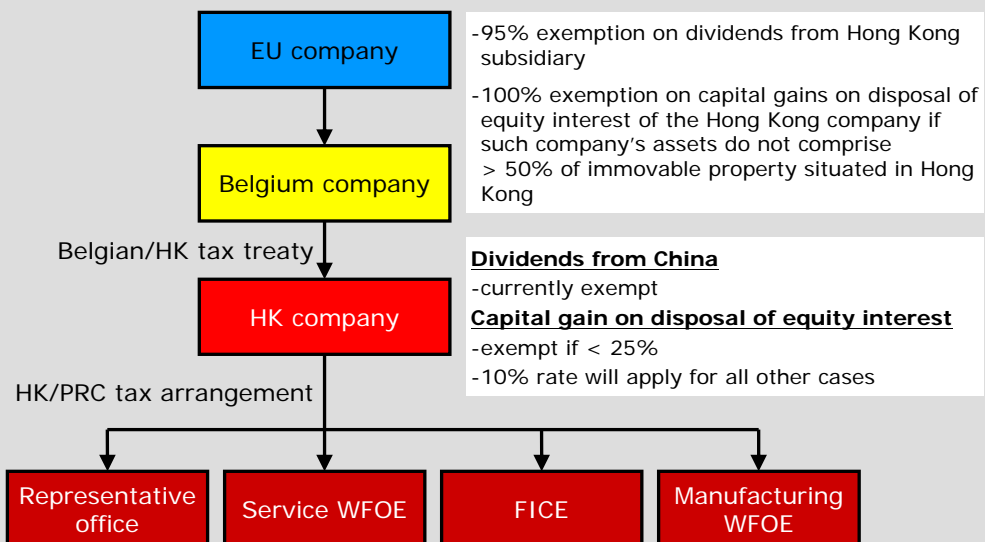 EU company
-95% exemption on dividends from Hong Kong
subsidiary
-100% exemption on capital gains on disposal of
equity interest of the Hong Kong company if
such company's assets do not comprise
> 50% of immovable property situated in Hong
Kong
Belgium company
Belgian/HK tax treaty
HK company
Dividends from China
-currently exempt
Capital gain on disposal of equity interest
-exempt if < 25%
-10% rate will apply for all other cases
HK/PRC tax arrangement
Representative
office
Service WFOE
FICE
Manufacturing
WFOE